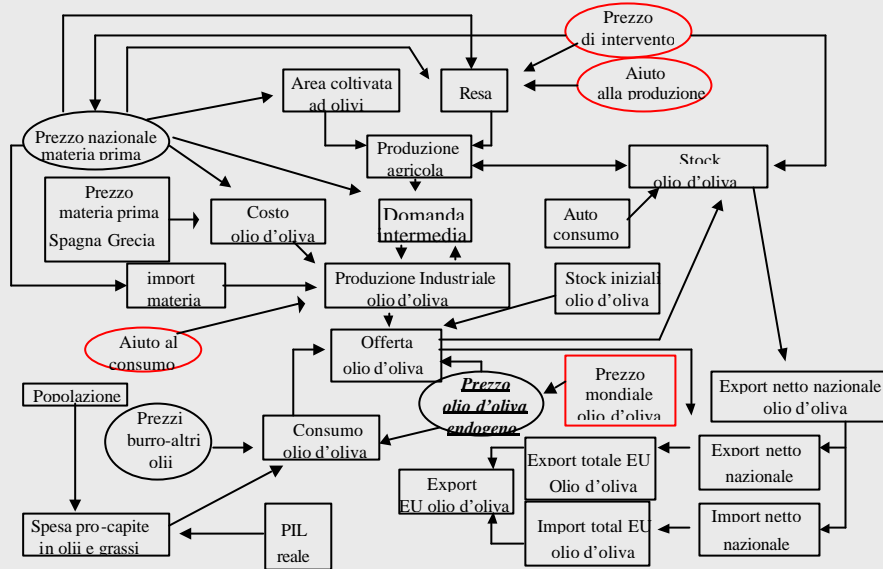 Prezzo
di intervento
Aiuto
alla produzione
Area coltivata
ad olivi
Resa
Prezzo nazionale
materia prima
Produzione
agricola
Stock
olio d'oliva
Prezzo
materia prima
Spagna Grecia
Costo
olio d'oliva
Domanda
intermedia
Auto
consumo
import
materia
Produzione Industriale
olio d'oliva
Stock iniziali
olio d'oliva
Aiuto al
consumo
Offerta
olio d'oliva
Popolazione
Prezzi
burro-altri
olii
Consumo
olio d'oliva
Prezzo
olio d'oliva
endogeno
Prezzo
mondiale
olio d'oliva
Export netto nazionale
olio d'oliva
Export
EU olio d'oliva
Export totale EU
Olio d'oliva
Export netto
nazionale
Spesa pro-capite
in olii e grassi
PIL
reale
Import total EU
olio d'oliva
Import netto
nazionale